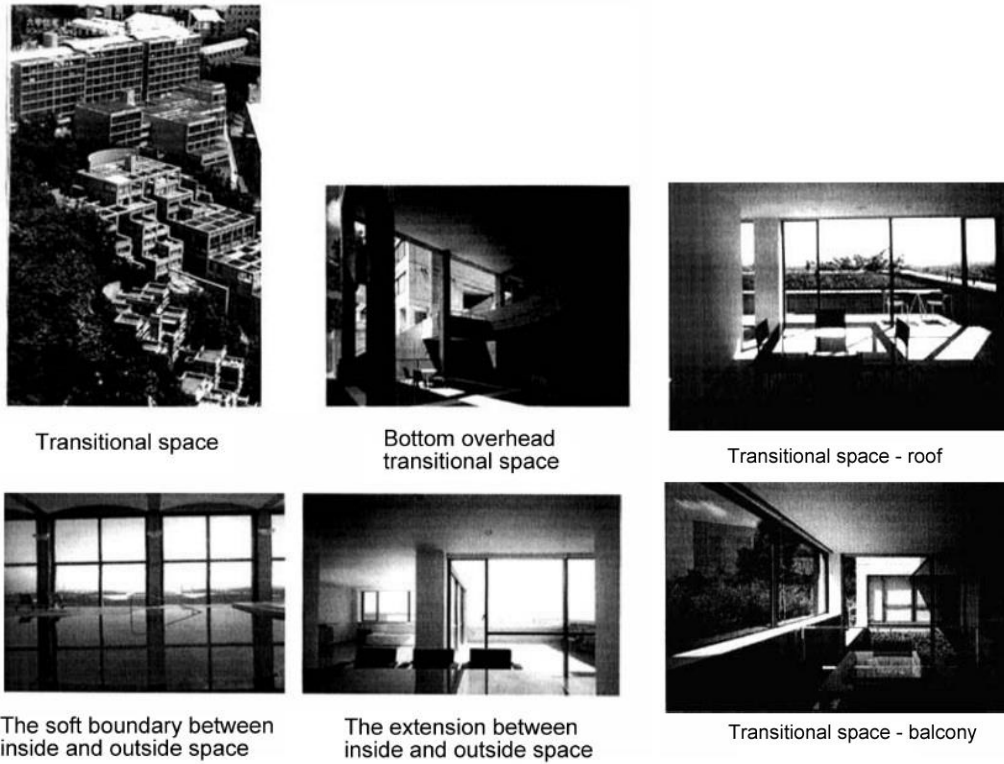 Transitional space
Bottom overhead
transitional space
Transitional space - roof
The soft boundary between
inside and outside space
The extension between
inside and outside space
Transitional space - balcony